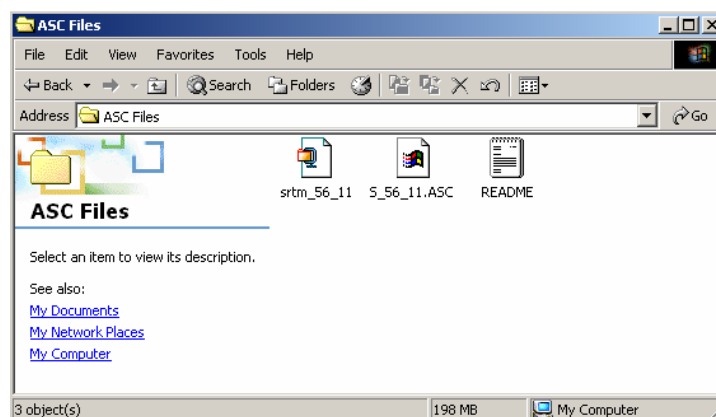 ASC Files
File Edit View Favorites Tools Help
Back Search Folders
Address ASC Files Go
srtm_56_11 S_56_11.ASC README
ASC Files
Select an item to view its description.
See also:
My Documents
My Network Places
My Computer
3 object(s) 198 MB My Computer